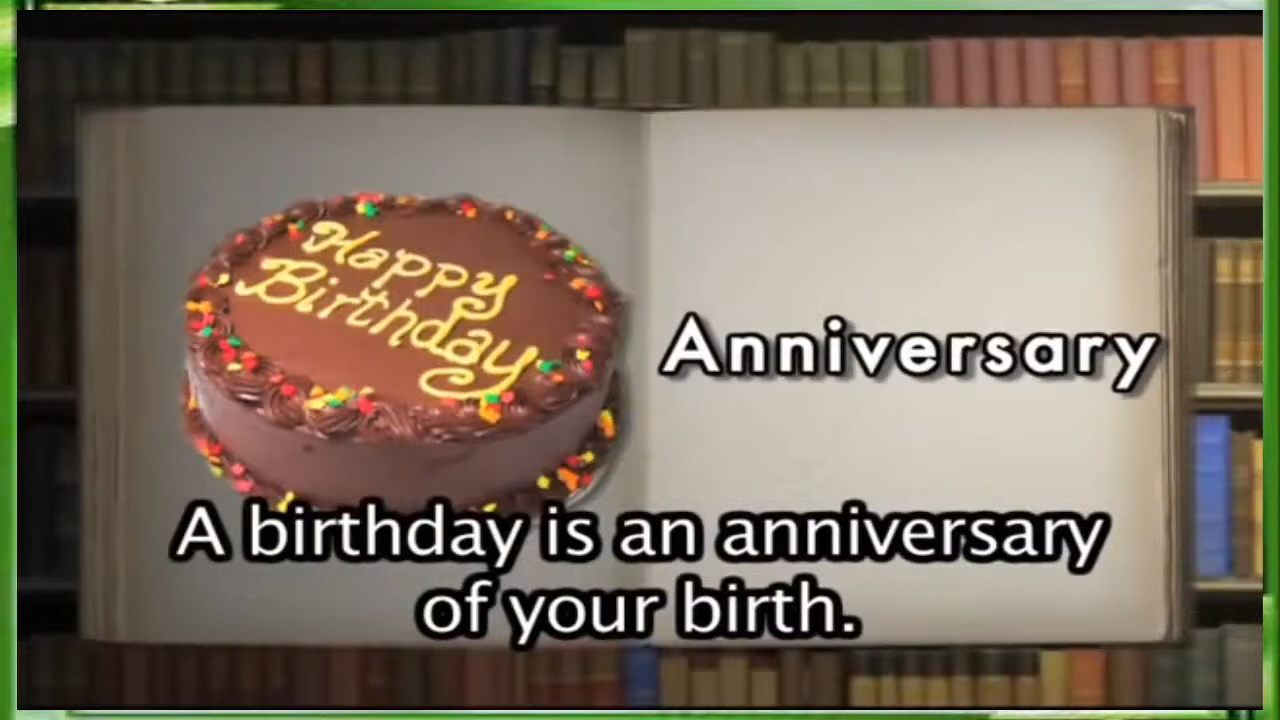 Happy
Birthday
Anniversary
A birthday is an anniversary
of your birth.